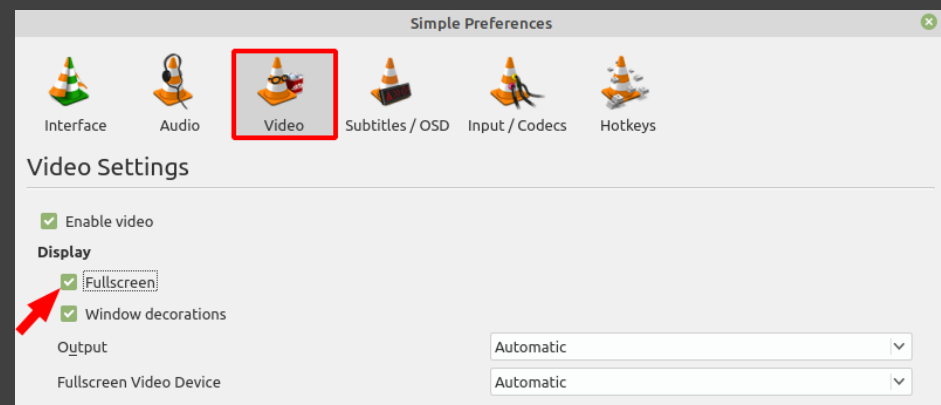 Simple Preferences
Interface Audio Video Subtitles / OSD Input / Codecs Hotkeys
Video Settings
Enable video
Display
Fullscreen
Window decorations
Output Automatic
Fullscreen Video Device Automatic